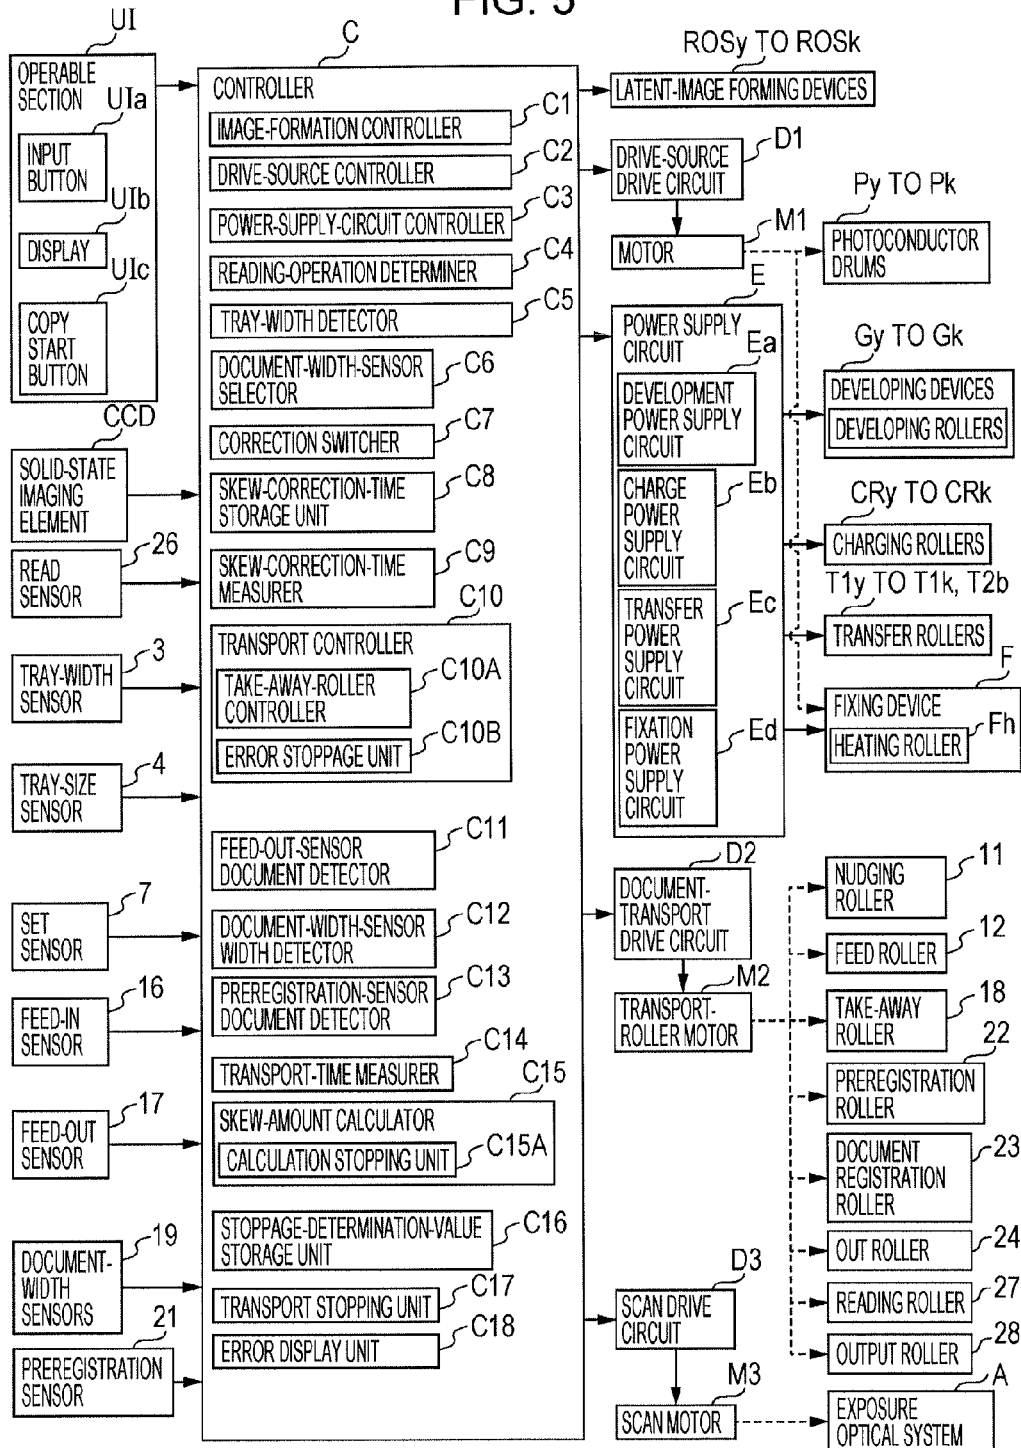 FIG. 5
UI
OPERABLE
SECTION
UIa
INPUT
BUTTON
UIb
DISPLAY
UIc
COPY
START
BUTTON
CCD
SOLID-STATE
IMAGING
ELEMENT
26
READ
SENSOR
3
TRAY-WIDTH
SENSOR
4
TRAY-SIZE
SENSOR
7
SET
SENSOR
16
FEED-IN
SENSOR
17
FEED-OUT
SENSOR
19
DOCUMENT-
WIDTH
SENSORS
21
PREREGISTRATION
SENSOR
C
CONTROLLER
IMAGE-FORMATION CONTROLLER
C1
DRIVE-SOURCE CONTROLLER
C2
POWER-SUPPLY-CIRCUIT CONTROLLER
C3
READING-OPERATION DETERMINER
C4
TRAY-WIDTH DETECTOR
C5
DOCUMENT-WIDTH-SENSOR
SELECTOR
C6
CORRECTION SWITCHER
C7
SKEW-CORRECTION-TIME
STORAGE UNIT
C8
SKEW-CORRECTION-TIME
MEASURER
C9
C10
TRANSPORT CONTROLLER
TAKE-AWAY-ROLLER
CONTROLLER
C10A
ERROR STOPPAGE UNIT
C10B
FEED-OUT-SENSOR
DOCUMENT DETECTOR
C11
DOCUMENT-WIDTH-SENSOR
WIDTH DETECTOR
C12
PREREGISTRATION-SENSOR
DOCUMENT DETECTOR
C13
TRANSPORT-TIME MEASURER
C14
C15
SKEW-AMOUNT CALCULATOR
CALCULATION STOPPING UNIT
C15A
STOPPAGE-DETERMINATION-VALUE
STORAGE UNIT
C16
TRANSPORT STOPPING UNIT
C17
ERROR DISPLAY UNIT
C18
ROSy TO ROSk
LATENT-IMAGE FORMING DEVICES
D1
DRIVE-SOURCE
DRIVE CIRCUIT
M1
MOTOR
Py TO Pk
PHOTOCONDUCTOR
DRUMS
E
POWER SUPPLY
CIRCUIT
Ea
DEVELOPMENT
POWER SUPPLY
CIRCUIT
Eb
CHARGE
POWER
SUPPLY
CIRCUIT
Ec
TRANSFER
POWER
SUPPLY
CIRCUIT
Ed
FIXATION
POWER
SUPPLY
CIRCUIT
Gy TO Gk
DEVELOPING DEVICES
DEVELOPING ROLLERS
CRy TO CRk
CHARGING ROLLERS
T1y TO T1k, T2b
TRANSFER ROLLERS
F
FIXING DEVICE
HEATING ROLLER
Fh
D2
DOCUMENT-
TRANSPORT
DRIVE CIRCUIT
M2
TRANSPORT-
ROLLER MOTOR
NUDGING
ROLLER
11
FEED ROLLER
12
TAKE-AWAY
ROLLER
18
22
PREREGISTRATION
ROLLER
DOCUMENT
REGISTRATION
ROLLER
23
OUT ROLLER
24
READING ROLLER
27
OUTPUT ROLLER
28
D3
SCAN DRIVE
CIRCUIT
M3
SCAN MOTOR
A
EXPOSURE
OPTICAL SYSTEM